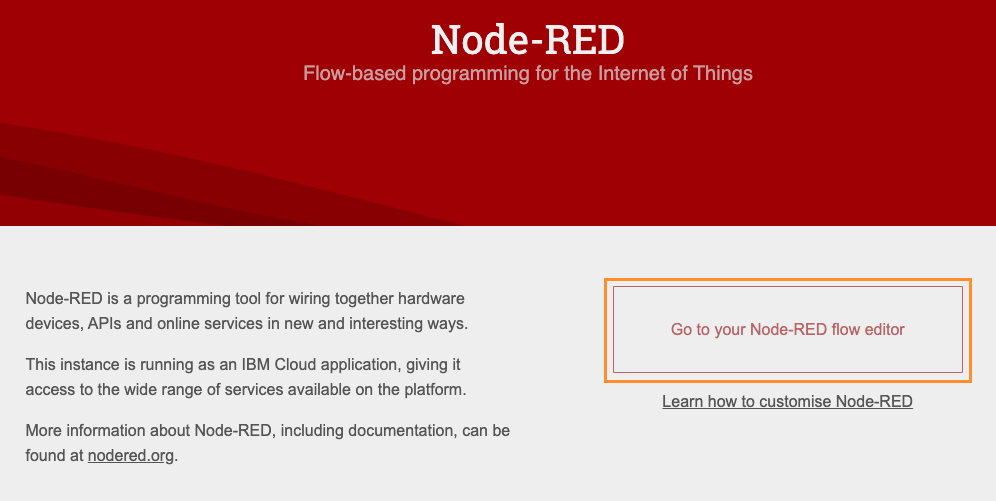 Node-RED
Flow-based programming for the Internet of Things
Node-RED is a programming tool for wiring together hardware
devices, APIs and online services in new and interesting ways.
This instance is running as an IBM Cloud application, giving it
access to the wide range of services available on the platform.
More information about Node-RED, including documentation, can be
found at nodered.org.
Go to your Node-RED flow editor
Learn how to customise Node-RED